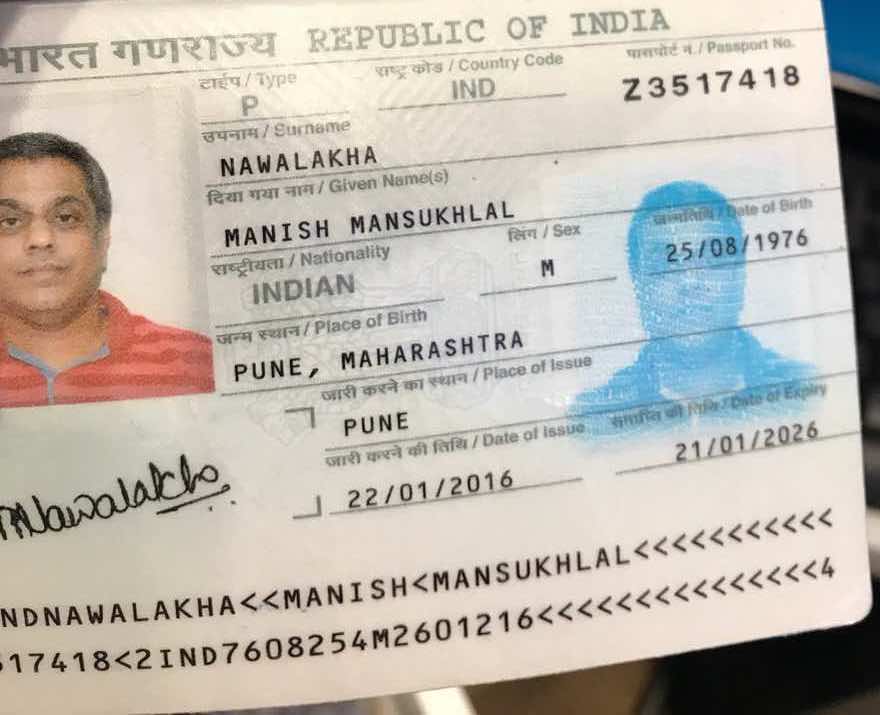 भारत गणराज्य REPUBLIC OF INDIA
टाईप / Type राष्ट्र कोड / Country Code पासपोर्ट न. / Passport No.
P IND Z3517418
उपनाम / Surname
NAWALAKHA
दिया गया नाम / Given Name(s)
MANISH MANSUKHLAL
राष्ट्रीयता / Nationality लिंग / Sex जन्मतिथि / Date of Birth
INDIAN M 25/08/1976
जन्म स्थान / Place of Birth
PUNE, MAHARASHTRA
जारी करने का स्थान / Place of Issue
PUNE
जारी करने की तिथि / Date of Issue समाप्ति की तिथि / Date of Expiry
22/01/2016 21/01/2026
Nawalakha
NDNAWALAKHA<<MANISH<MANSUKHLAL<<<<<<<<<<<
517418<2IND7608254M2601216<<<<<<<<<<<<<<<4